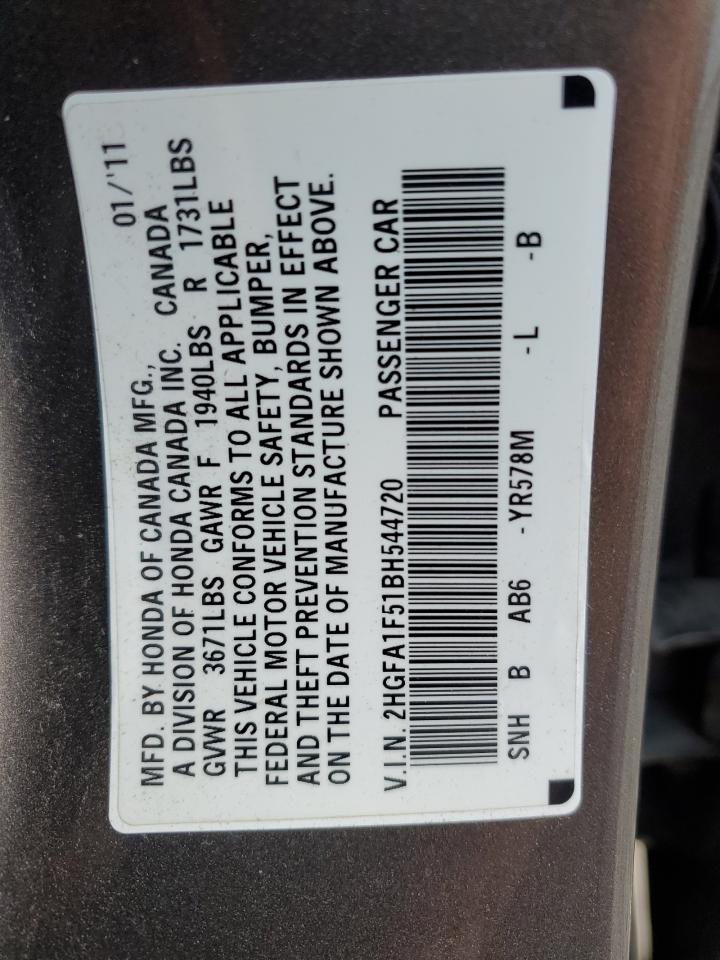 MFD. BY HONDA OF CANADA MFG., 01/'11
A DIVISION OF HONDA CANADA INC. CANADA
GVWR 3671LBS GAWR F 1940LBS R 1731LBS
THIS VEHICLE CONFORMS TO ALL APPLICABLE
FEDERAL MOTOR VEHICLE SAFETY, BUMPER,
AND THEFT PREVENTION STANDARDS IN EFFECT
ON THE DATE OF MANUFACTURE SHOWN ABOVE.
V.I.N. 2HGFA1F51BH544720 PASSENGER CAR
SNH B AB6 -YR578M -L -B